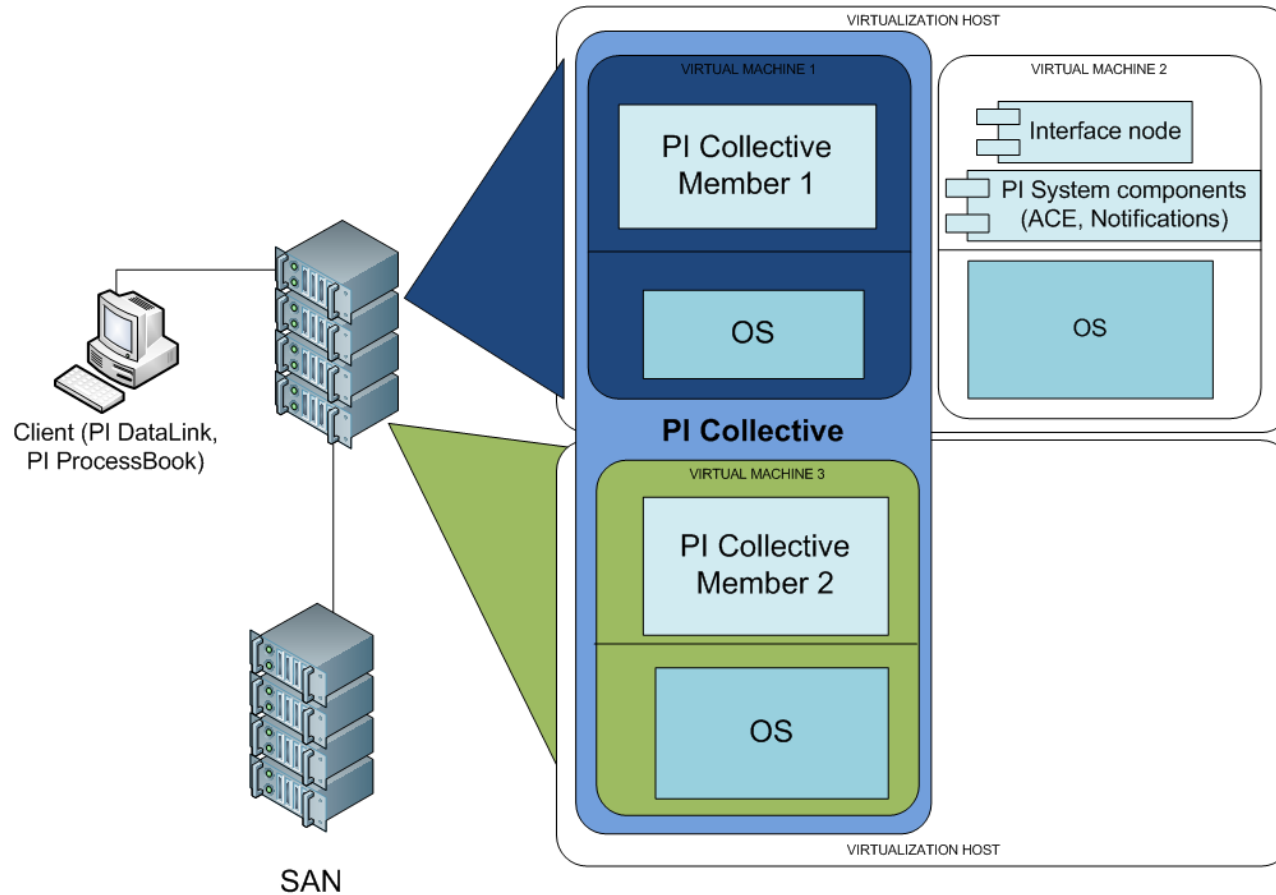 VIRTUALIZATION HOST
VIRTUAL MACHINE 1
PI Collective
Member 1
OS
VIRTUAL MACHINE 2
Interface node
PI System components
(ACE, Notifications)
OS
Client (PI DataLink,
PI ProcessBook)
PI Collective
VIRTUAL MACHINE 3
PI Collective
Member 2
OS
VIRTUALIZATION HOST
SAN